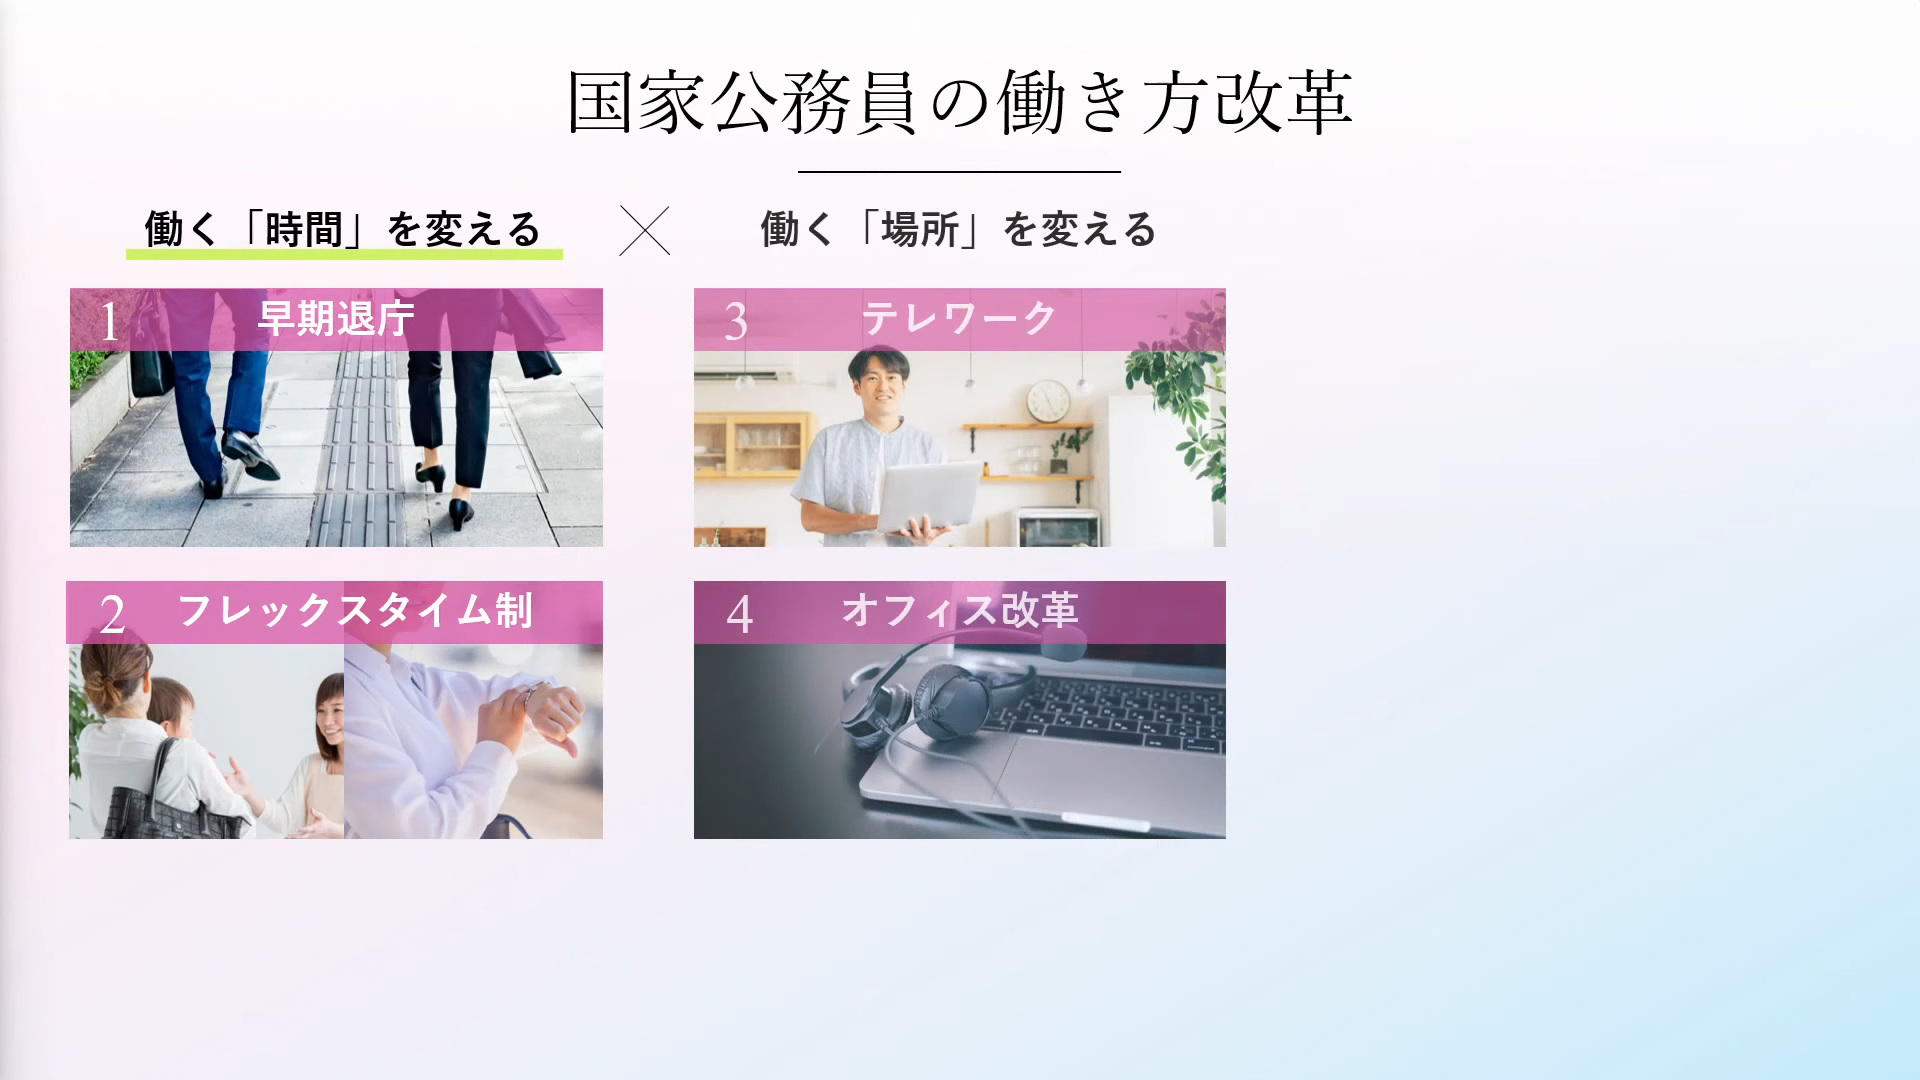 国家公務員の働き方改革
働く「時間」を変える
働く「場所」を変える
1 早期退庁
3 テレワーク
2 フレックスタイム制
4 オフィス改革